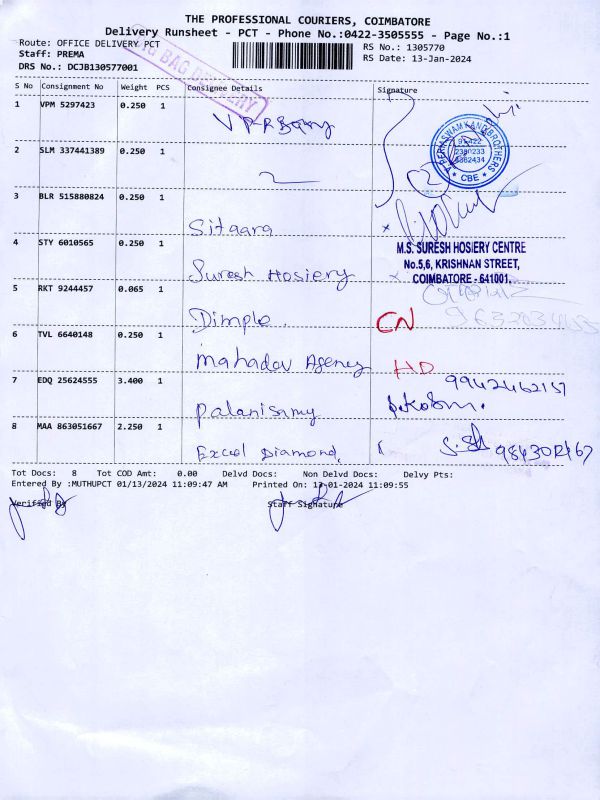 THE PROFESSIONAL COURIERS, COIMBATORE
Delivery Runsheet - PCT - Phone No.:0422-3505555 - Page No.:1
Route: OFFICE DELIVERY PCT
Staff: PREMA
DRS No.: DCJB130577001
BAG DELIVERY
RS No.: 1305770
RS Date: 13-Jan-2024
S No Consignment No Weight PCS Consignee Details Signature
1 VPM 5297423 0.250 1
2 SLM 337441389 0.250 1
CBE
3 BLR 515880824 0.250 1 Sitaara
4 STY 6010565 0.250 1 Suresh Hosiery
M.S. SURESH HOSIERY CENTRE
No.5,6, KRISHNAN STREET,
COIMBATORE - 641001.
5 RKT 9244457 0.065 1 Dimple. CN
6 TVL 6640148 0.250 1 Mahadev Agency HD
7 EDQ 25624555 3.400 1 Palanisamy 9942462157
8 MAA 863051667 2.250 1 Excel Diamond.
Tot Docs: 8 Tot COD Amt: 0.00 Delvd Docs: Non Delvd Docs: Delvy Pts:
Entered By :MUTHUPCT 01/13/2024 11:09:47 AM Printed On: 13-01-2024 11:09:55
Verified By Staff Signature